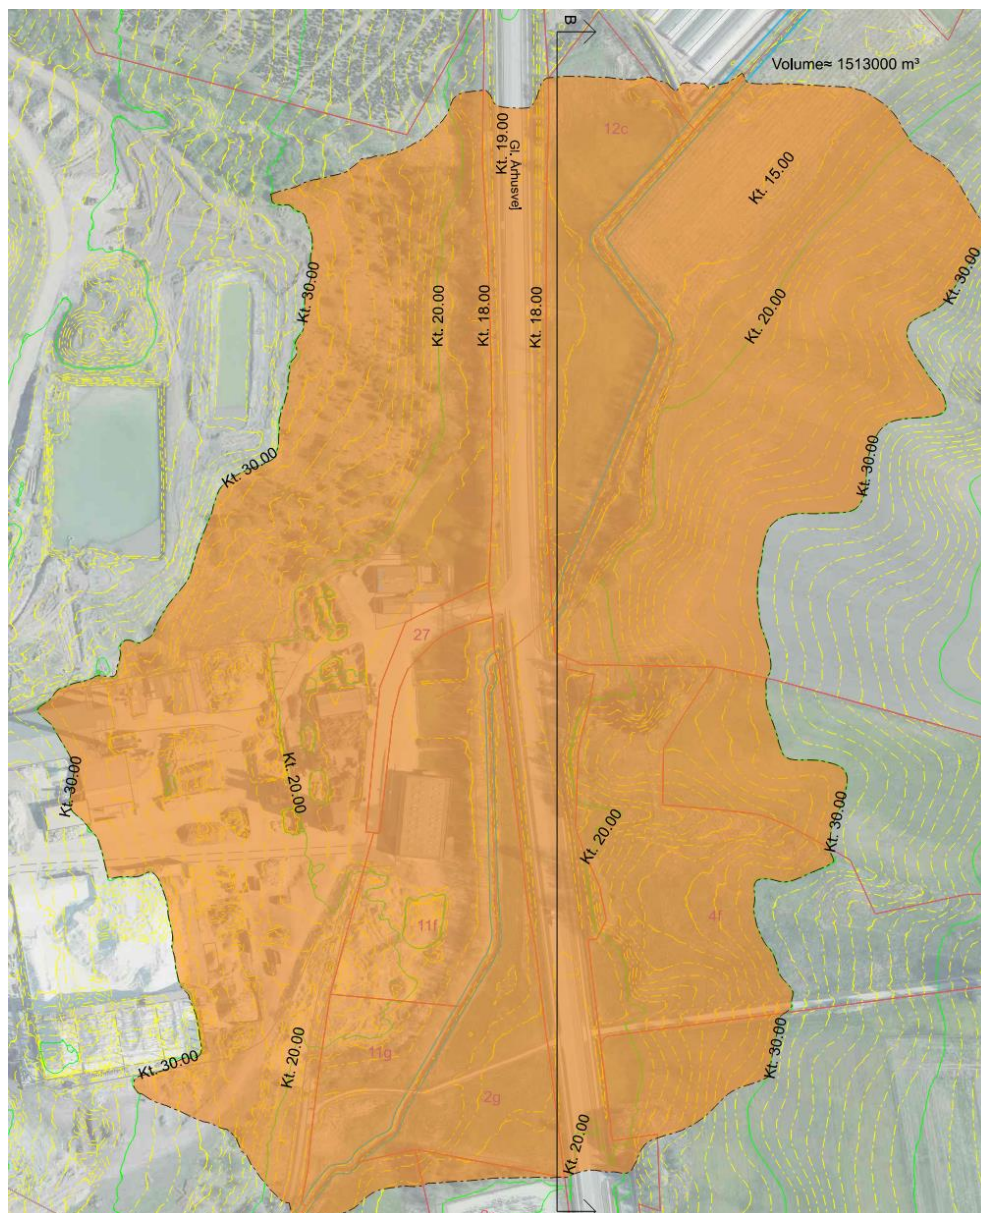 B
Volume≈ 1513000 m³
12c
Kt. 19.00
Gl. Århusvej
Kt. 15.00
Kt. 30.00
Kt. 30.00
Kt. 20.00
Kt. 18.00
Kt. 18.00
Kt. 20.00
Kt. 30.00
Kt. 30.00
27
Kt. 30.00
Kt. 20.00
Kt. 20.00
Kt. 30.00
11f
4f
Kt. 20.00
11g
Kt. 30.00
Kt. 30.00
2g
Kt. 20.00